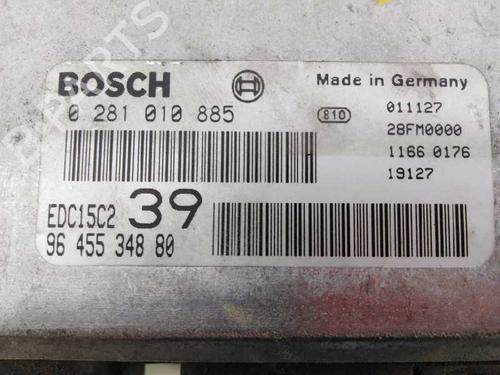 BOSCH
Made in Germany
0 281 010 885
810
011127
28FM0000
1166 0176
19127
EDC15C2 39
96 455 348 80
PARTS